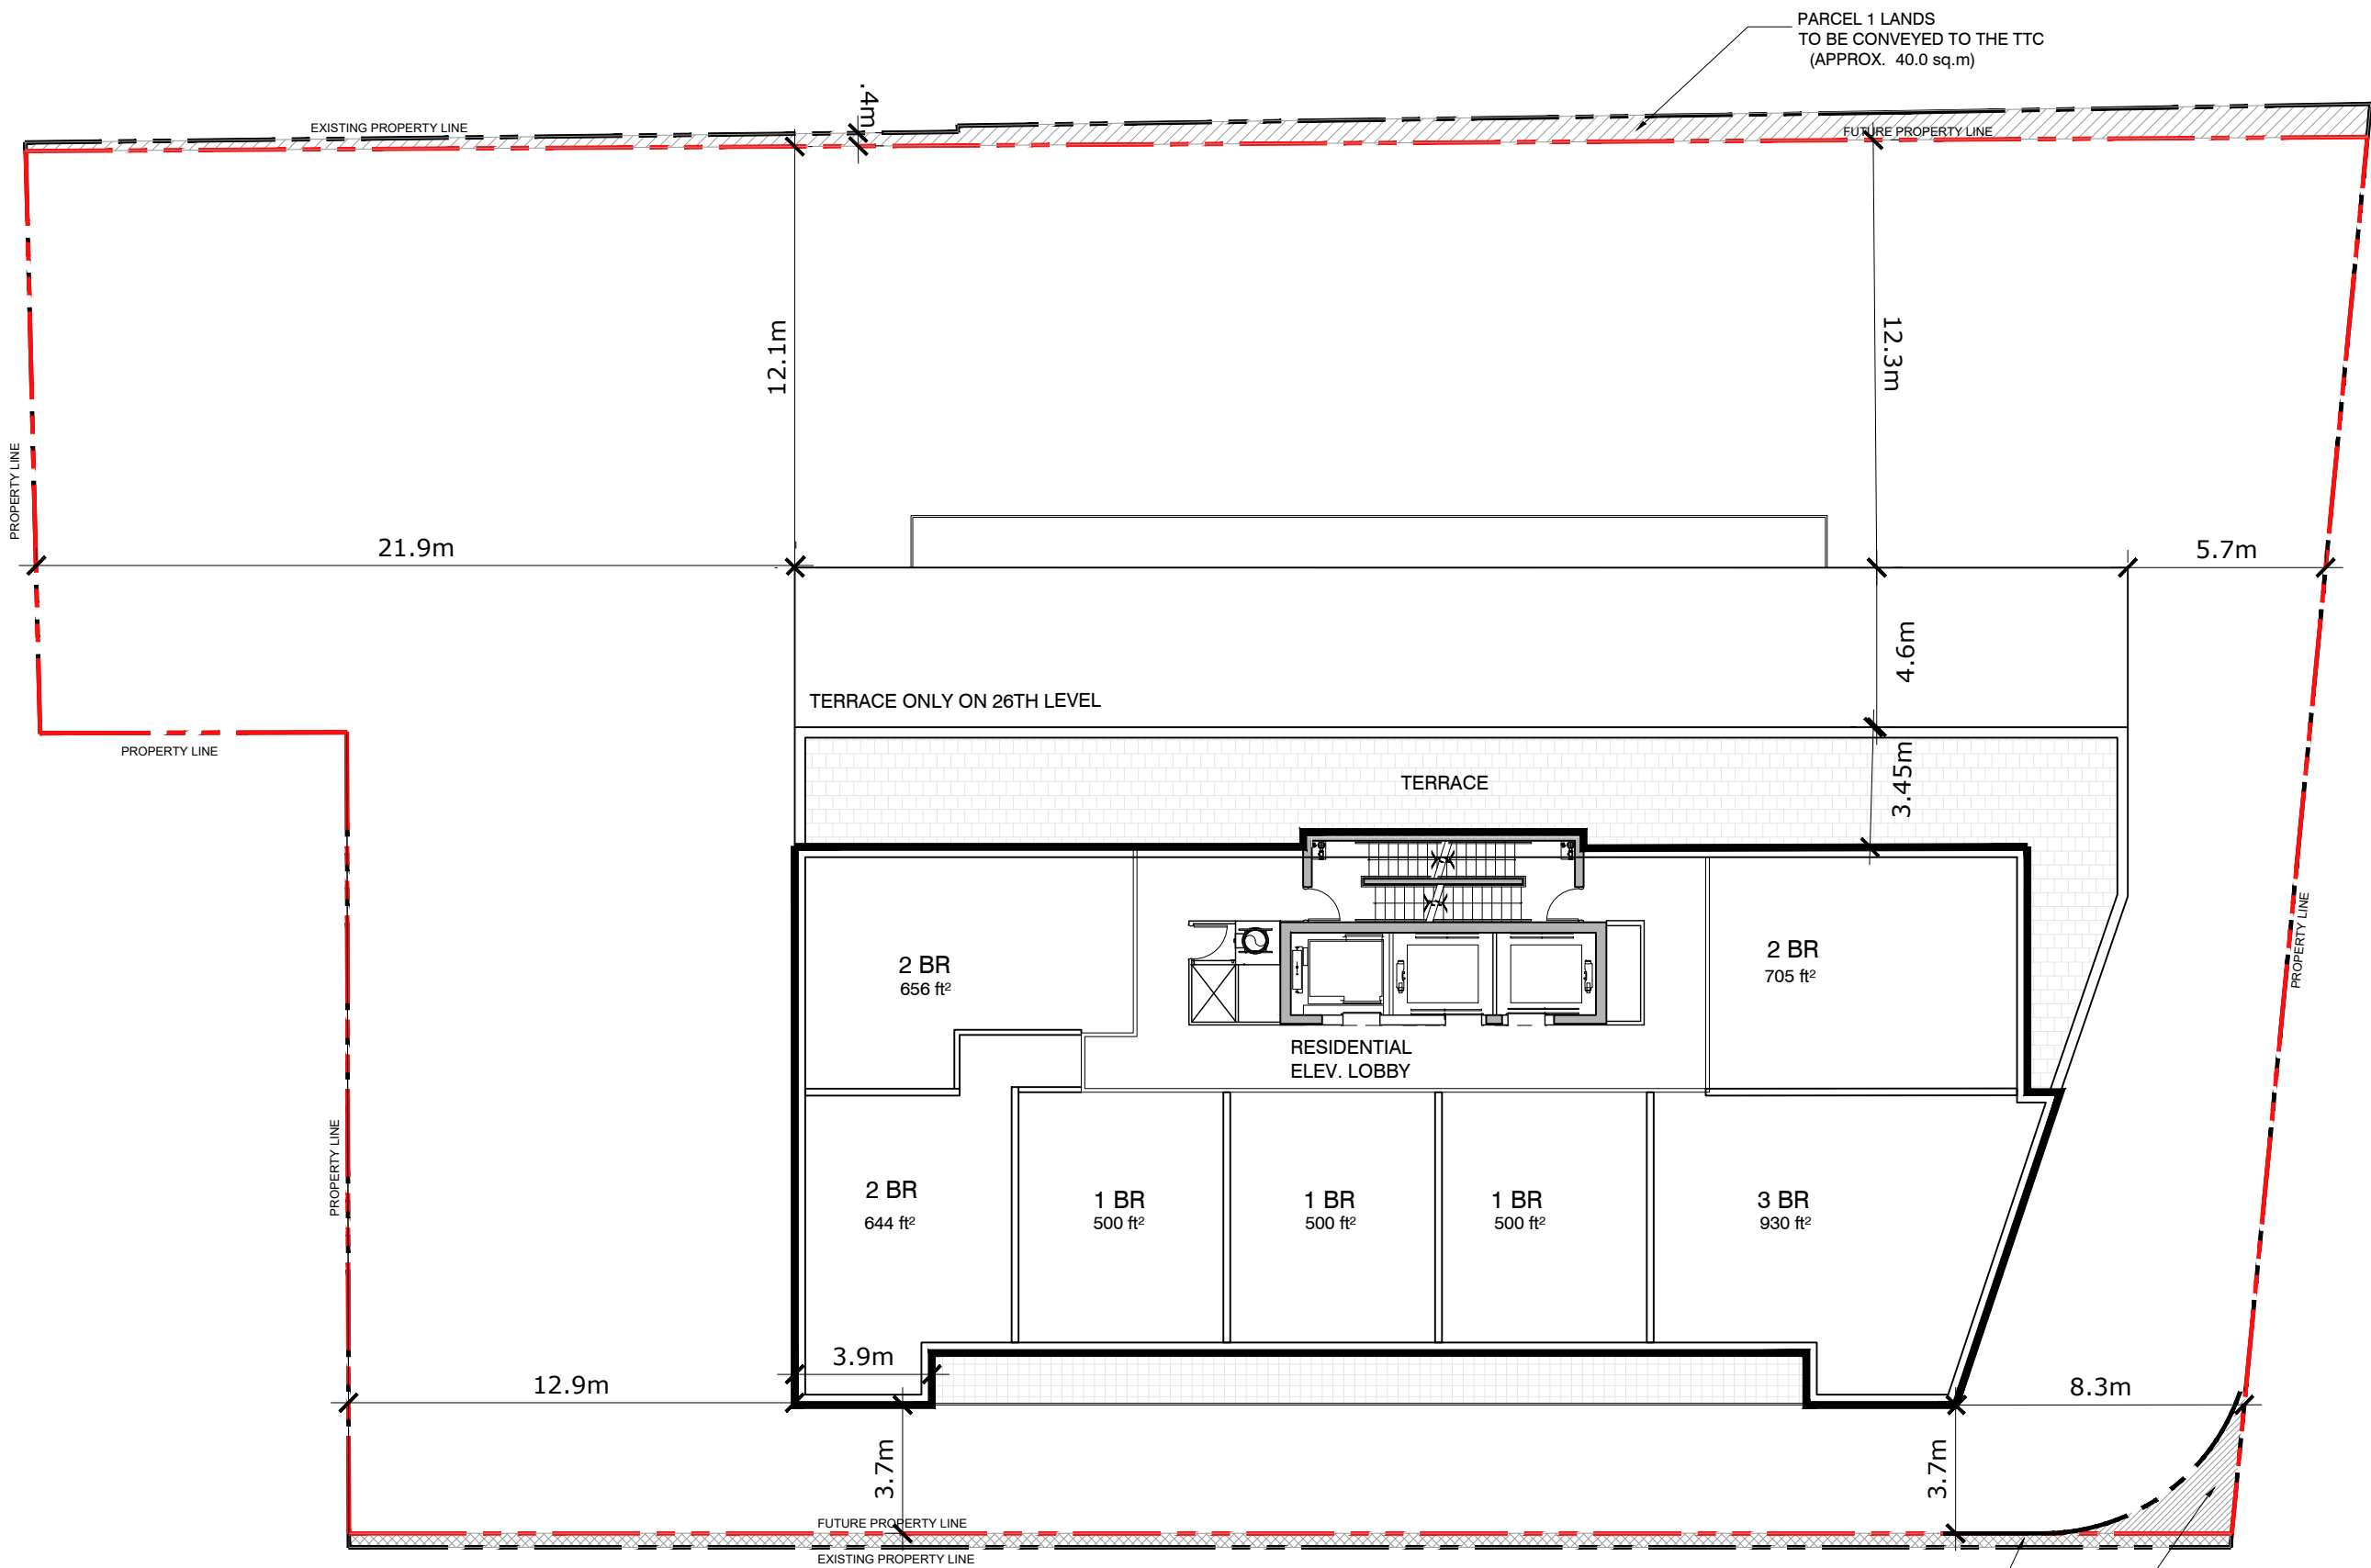 PARCEL 1 LANDS
TO BE CONVEYED TO THE TTC
(APPROX. 40.0 sq.m)
.4m
EXISTING PROPERTY LINE
FUTURE PROPERTY LINE
12.1m
12.3m
PROPERTY LINE
21.9m
5.7m
4.6m
TERRACE ONLY ON 26TH LEVEL
PROPERTY LINE
TERRACE
3.45m
PROPERTY LINE
2 BR
656 ft²
2 BR
705 ft²
RESIDENTIAL
ELEV. LOBBY
PROPERTY LINE
2 BR
644 ft²
1 BR
500 ft²
1 BR
500 ft²
1 BR
500 ft²
3 BR
930 ft²
3.9m
12.9m
8.3m
3.7m
3.7m
FUTURE PROPERTY LINE
EXISTING PROPERTY LINE